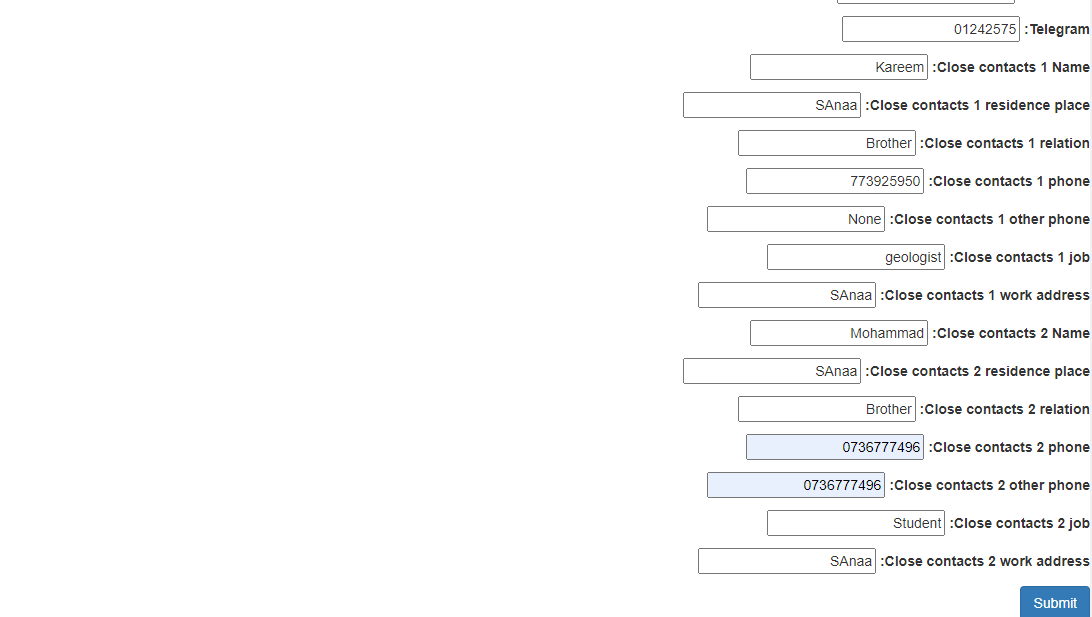 Telegram: 01242575
Close contacts 1 Name: Kareem
Close contacts 1 residence place: SAnaa
Close contacts 1 relation: Brother
Close contacts 1 phone: 773925950
Close contacts 1 other phone: None
Close contacts 1 job: geologist
Close contacts 1 work address: SAnaa
Close contacts 2 Name: Mohammad
Close contacts 2 residence place: SAnaa
Close contacts 2 relation: Brother
Close contacts 2 phone: 0736777496
Close contacts 2 other phone: 0736777496
Close contacts 2 job: Student
Close contacts 2 work address: SAnaa
Submit